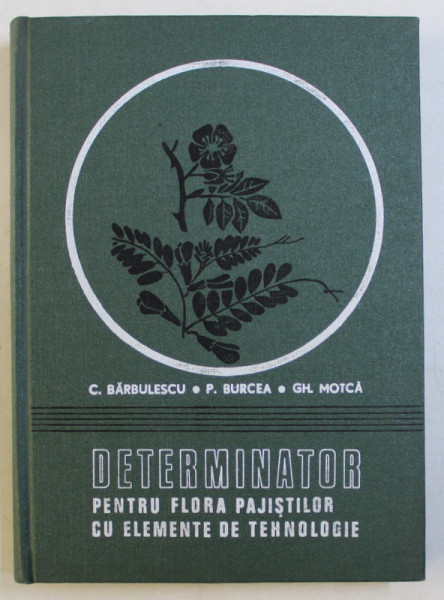 C. BĂRBULESCU • P. BURCEA • GH. MOTCĂ
DETERMINATOR
PENTRU FLORA PAJIȘTILOR
CU ELEMENTE DE TEHNOLOGIE